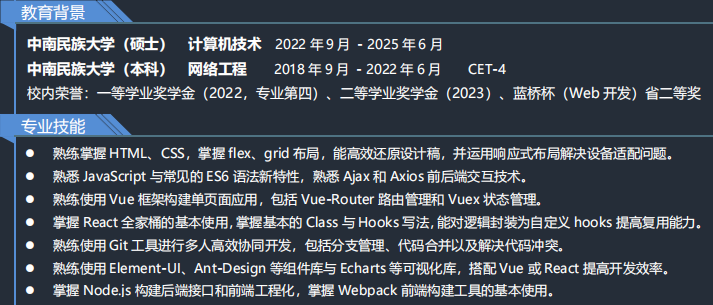 教育背景
中南民族大学（硕士） 计算机技术 2022 年 9 月 - 2025 年 6 月
中南民族大学（本科） 网络工程 2018 年 9 月 - 2022 年 6 月 CET-4
校内荣誉：一等学业奖学金（2022，专业第四）、二等学业奖学金（2023）、蓝桥杯（Web 开发）省二等奖
专业技能
● 熟练掌握 HTML、CSS，掌握 flex、grid 布局，能高效还原设计稿，并运用响应式布局解决设备适配问题。
● 熟悉 JavaScript 与常见的 ES6 语法新特性，熟悉 Ajax 和 Axios 前后端交互技术。
● 熟练使用 Vue 框架构建单页面应用，包括 Vue-Router 路由管理和 Vuex 状态管理。
● 掌握 React 全家桶的基本使用，掌握基本的 Class 与 Hooks 写法，能对逻辑封装为自定义 hooks 提高复用能力。
● 熟练使用 Git 工具进行多人高效协同开发，包括分支管理、代码合并以及解决代码冲突。
● 熟练使用 Element-UI、Ant-Design 等组件库与 Echarts 等可视化库，搭配 Vue 或 React 提高开发效率。
● 掌握 Node.js 构建后端接口和前端工程化，掌握 Webpack 前端构建工具的基本使用。